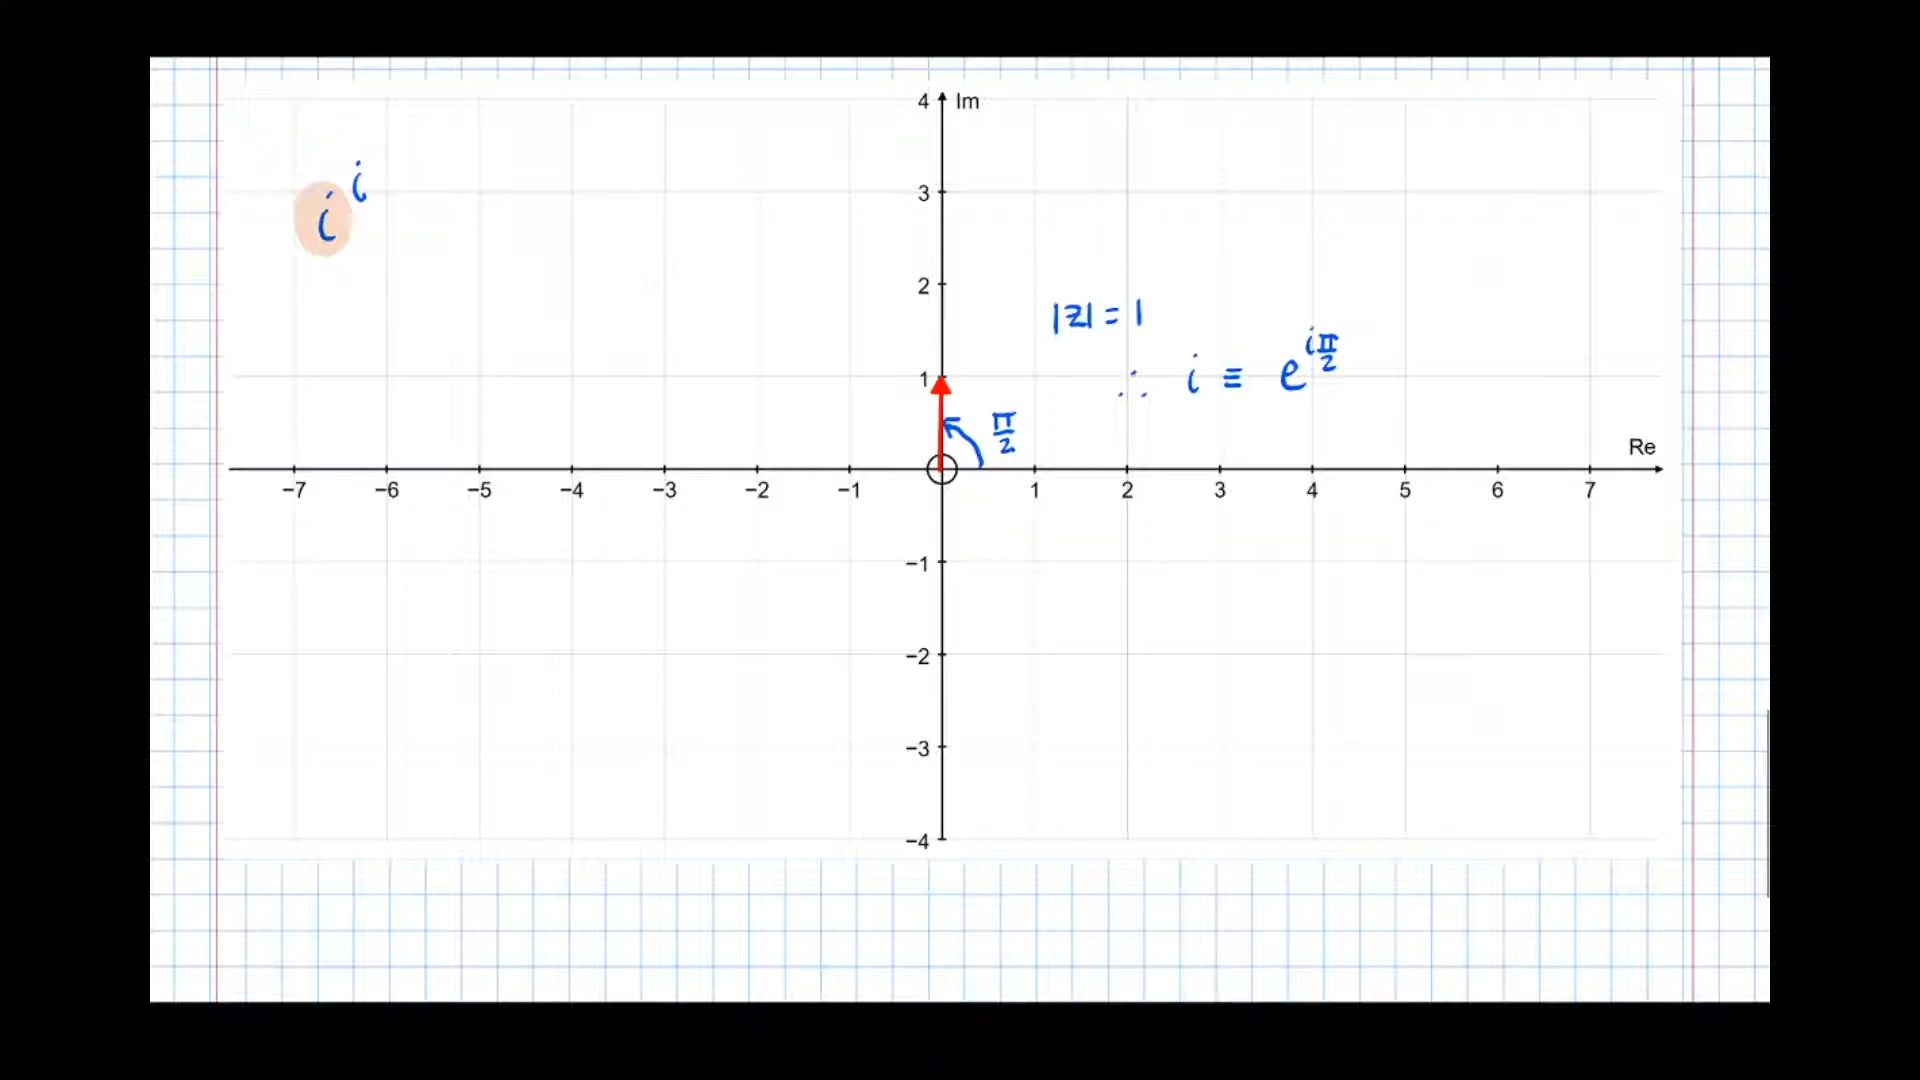 4 Im
i^i
3
2
|z| = 1
∴ i ≡ e^{iπ/2}
1
π/2
Re
−7 −6 −5 −4 −3 −2 −1 1 2 3 4 5 6 7
−1
−2
−3
−4